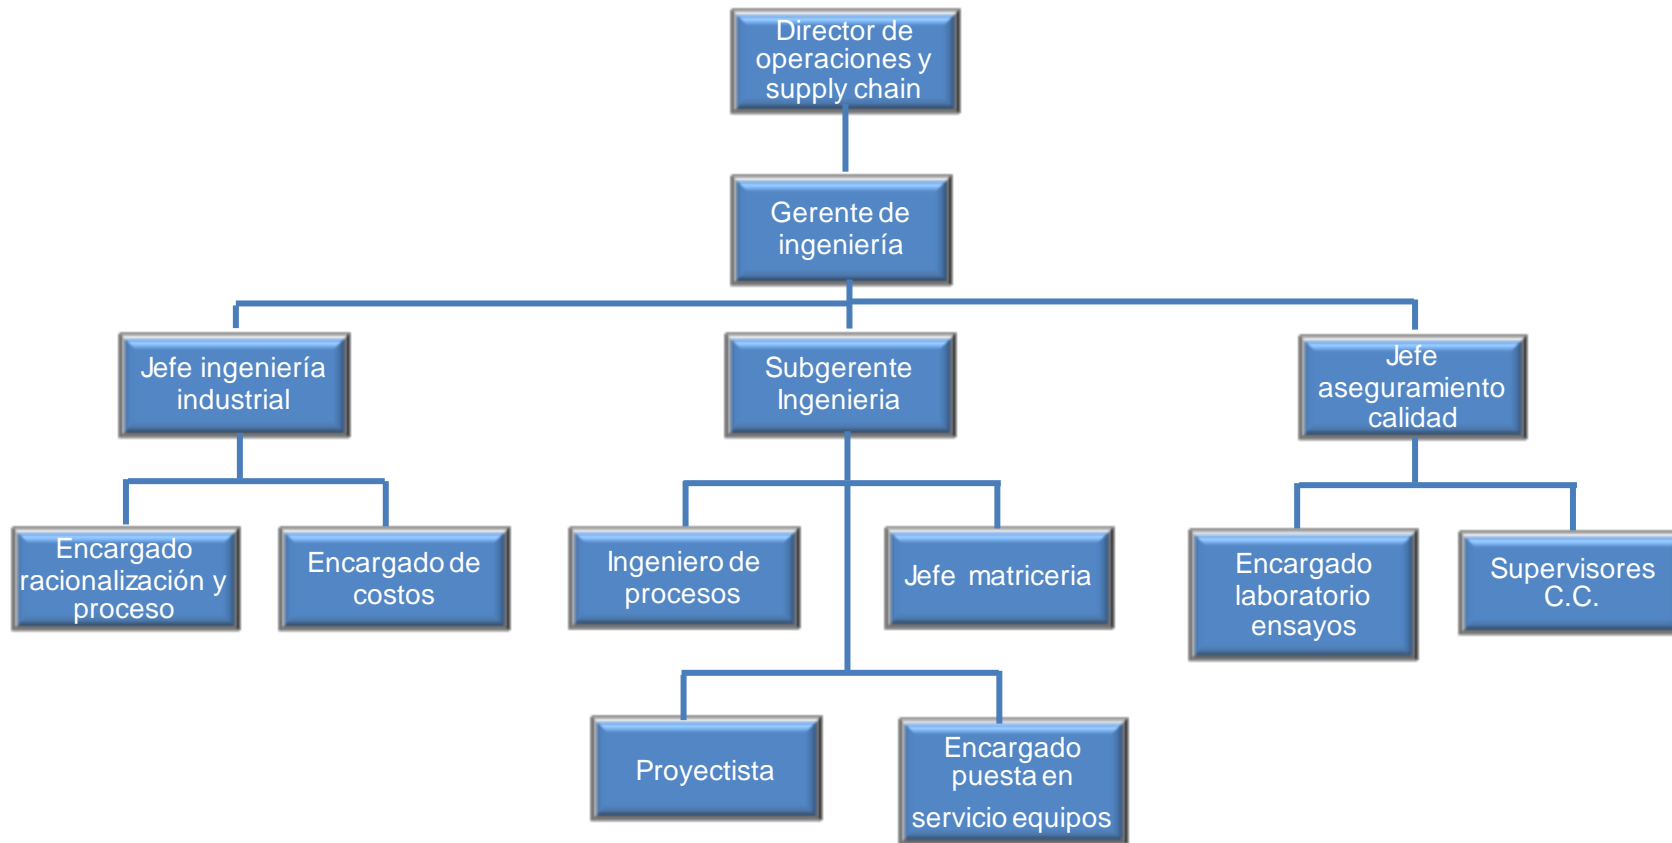 Director de
operaciones y
supply chain
Gerente de
ingeniería
Jefe ingeniería
industrial
Subgerente
Ingenieria
Jefe
aseguramiento
calidad
Encargado
racionalización y
proceso
Encargado de
costos
Ingeniero de
procesos
Jefe matriceria
Encargado
laboratorio
ensayos
Supervisores
C.C.
Proyectista
Encargado
puesta en
servicio equipos